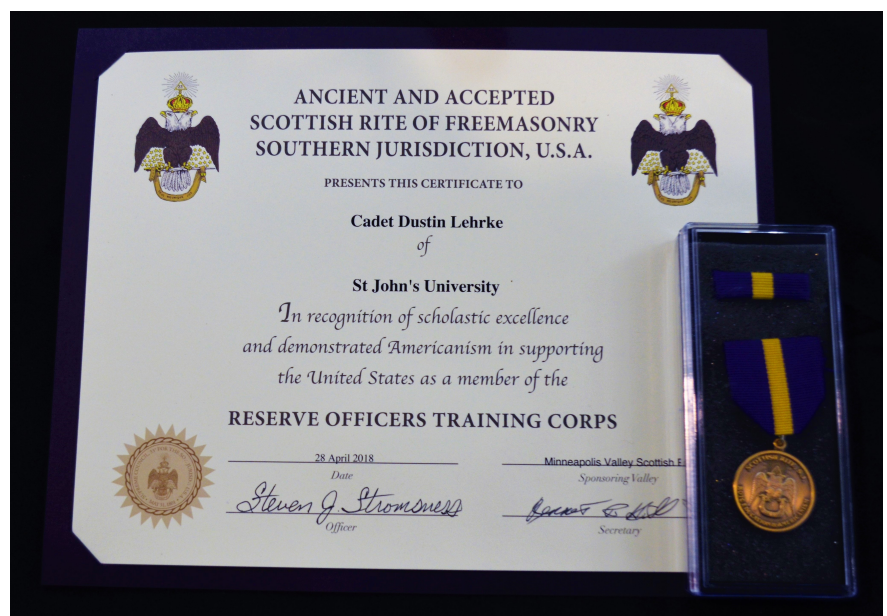 ANCIENT AND ACCEPTED
SCOTTISH RITE OF FREEMASONRY
SOUTHERN JURISDICTION, U.S.A.
PRESENTS THIS CERTIFICATE TO
Cadet Dustin Lehrke
of
St John's University
In recognition of scholastic excellence
and demonstrated Americanism in supporting
the United States as a member of the
RESERVE OFFICERS TRAINING CORPS
28 April 2018
Date
Minneapolis Valley Scottish
Sponsoring Valley
Steven J. Stromsness
Officer
Secretary